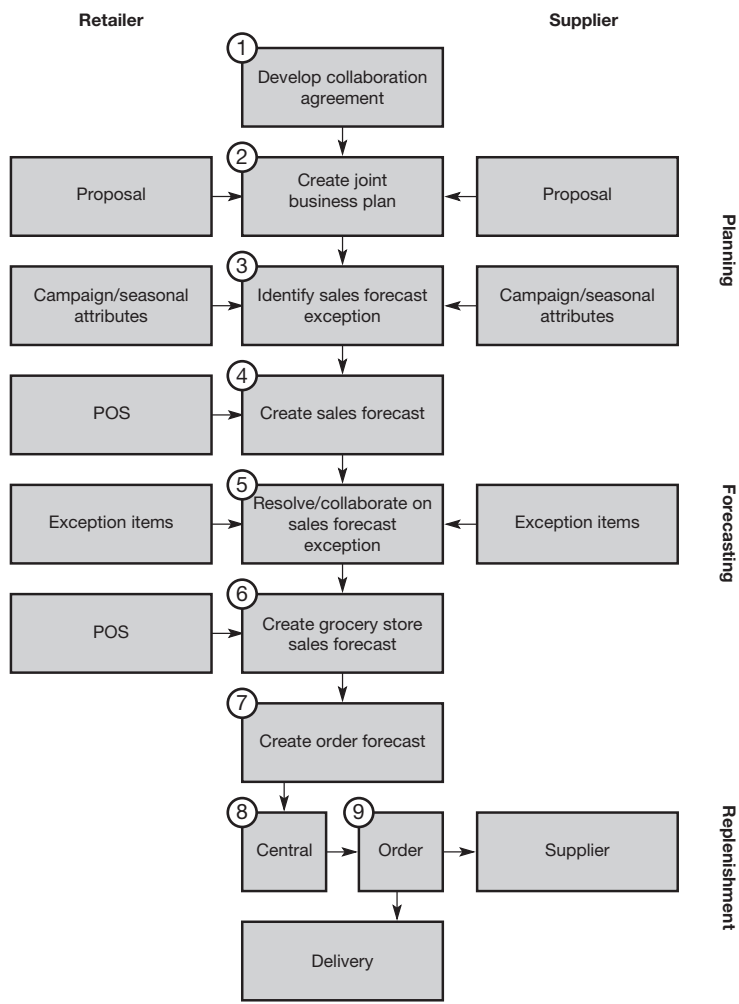 Retailer
Supplier
1
Develop collaboration
agreement
2
Proposal
Create joint
business plan
Proposal
3
Campaign/seasonal
attributes
Identify sales forecast
exception
Campaign/seasonal
attributes
Planning
4
POS
Create sales forecast
5
Exception items
Resolve/collaborate on
sales forecast
exception
Exception items
Forecasting
6
POS
Create grocery store
sales forecast
7
Create order forecast
8
Central
9
Order
Supplier
Replenishment
Delivery